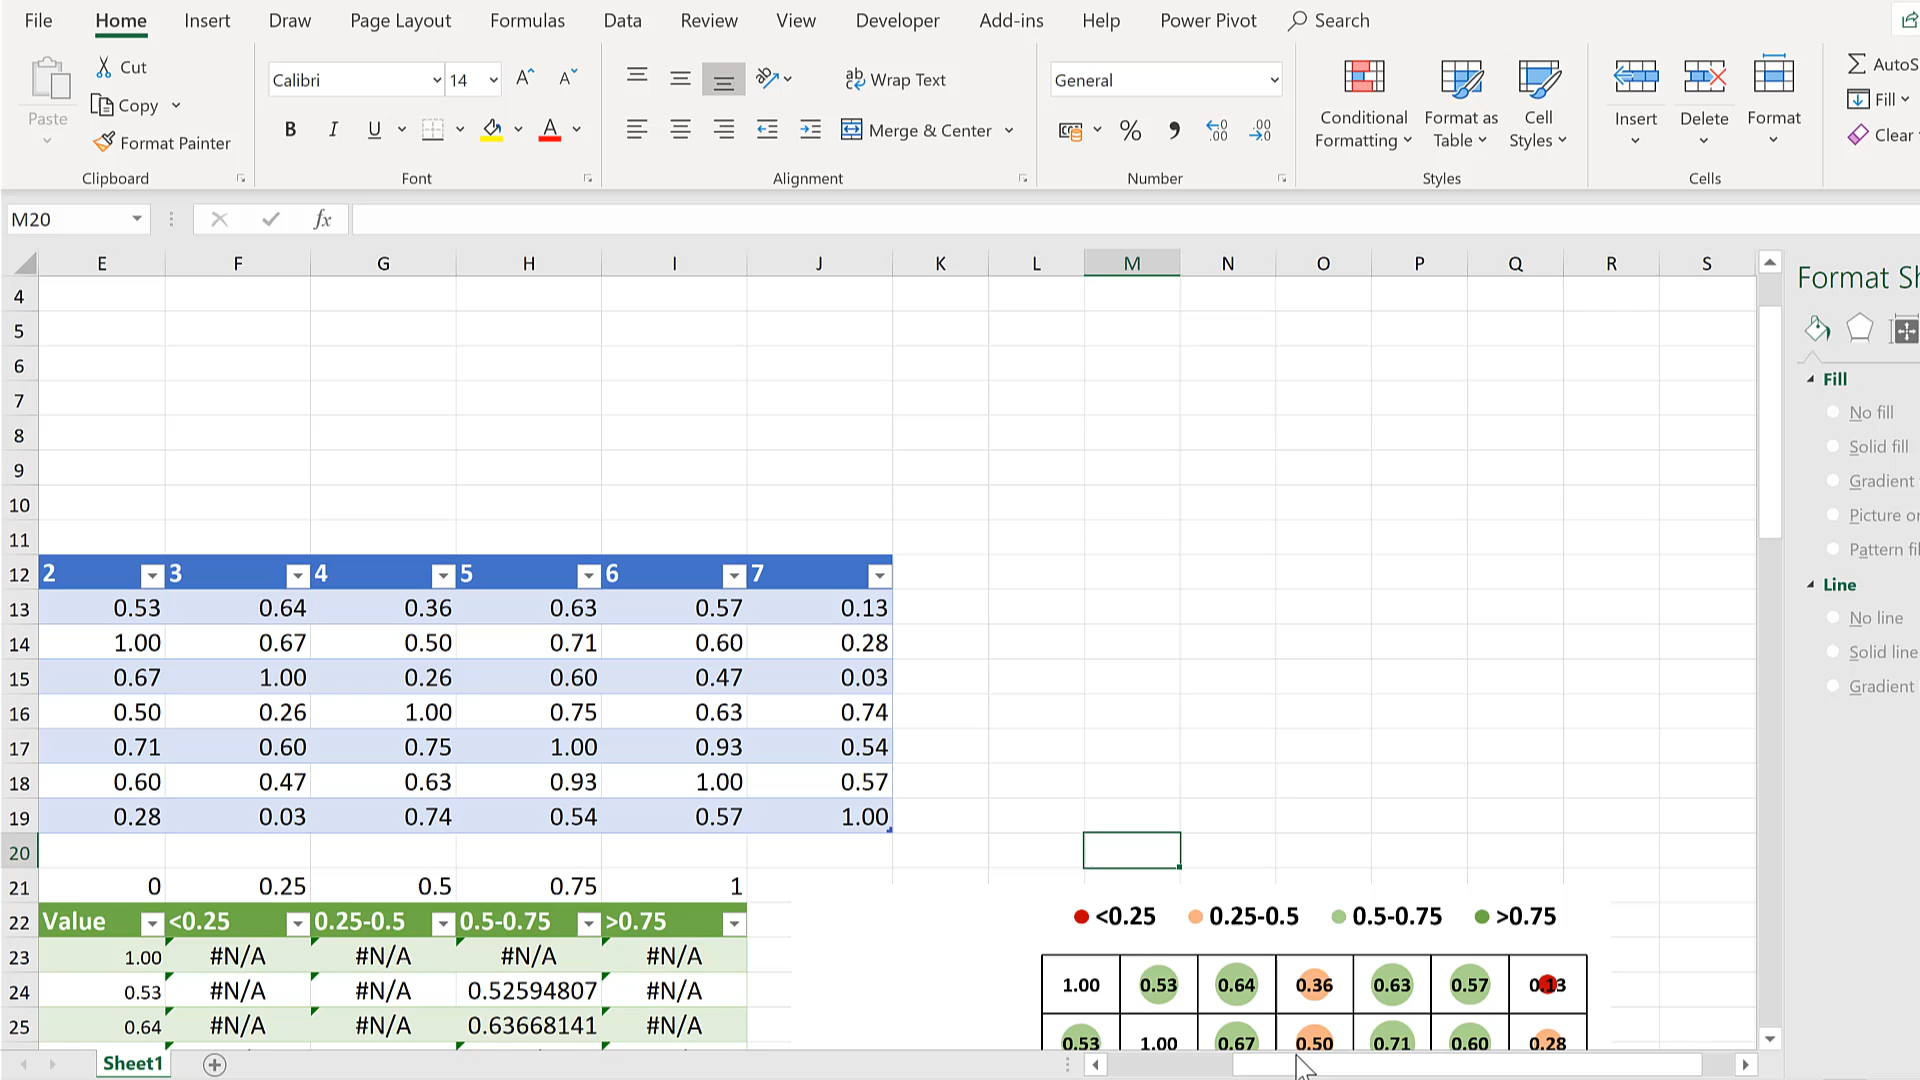 File Home Insert Draw Page Layout Formulas Data Review View Developer Add-ins Help Power Pivot Search
Paste
Cut
Copy
Format Painter
Clipboard
Calibri 14
B I U
Font
Wrap Text
Merge & Center
Alignment
General
Number
Conditional Formatting
Format as Table
Cell Styles
Styles
Insert Delete Format
Cells
AutoS
Fill
Clear
M20 fx
E F G H I J K L M N O P Q R S
4
5
6
7
8
9
10
11
12 2 3 4 5 6 7
13 0.53 0.64 0.36 0.63 0.57 0.13
14 1.00 0.67 0.50 0.71 0.60 0.28
15 0.67 1.00 0.26 0.60 0.47 0.03
16 0.50 0.26 1.00 0.75 0.63 0.74
17 0.71 0.60 0.75 1.00 0.93 0.54
18 0.60 0.47 0.63 0.93 1.00 0.57
19 0.28 0.03 0.74 0.54 0.57 1.00
20
21 0 0.25 0.5 0.75 1
22 Value <0.25 0.25-0.5 0.5-0.75 >0.75
23 1.00 #N/A #N/A #N/A #N/A
24 0.53 #N/A #N/A 0.52594807 #N/A
25 0.64 #N/A #N/A 0.63668141 #N/A
<0.25 0.25-0.5 0.5-0.75 >0.75
1.00 0.53 0.64 0.36 0.63 0.57 0.13
0.53 1.00 0.67 0.50 0.71 0.60 0.28
Format Sh
Fill
No fill
Solid fill
Gradient
Picture or
Pattern fil
Line
No line
Solid line
Gradient
Sheet1